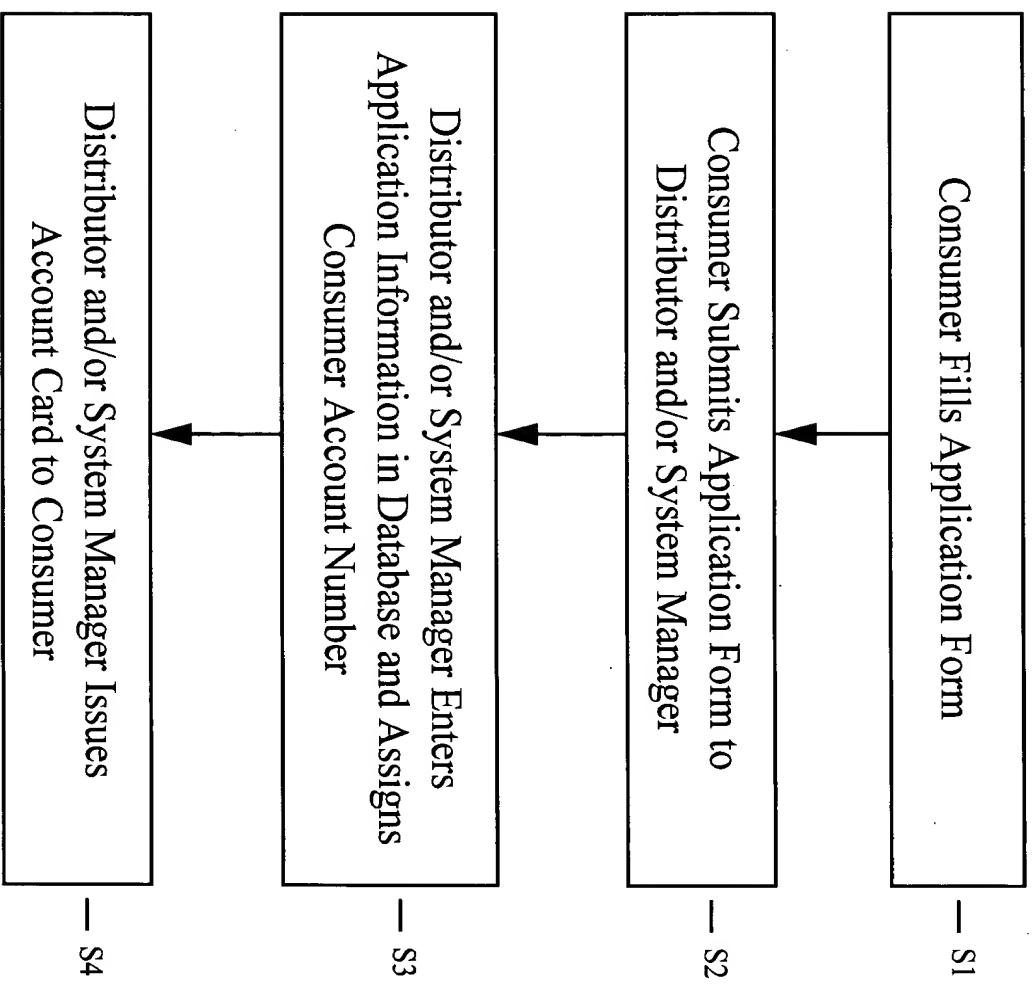 Consumer Fills Application Form
S1
Consumer Submits Application Form to
Distributor and/or System Manager
S2
Distributor and/or System Manager Enters
Application Information in Database and Assigns
Consumer Account Number
S3
Distributor and/or System Manager Issues
Account Card to Consumer
S4